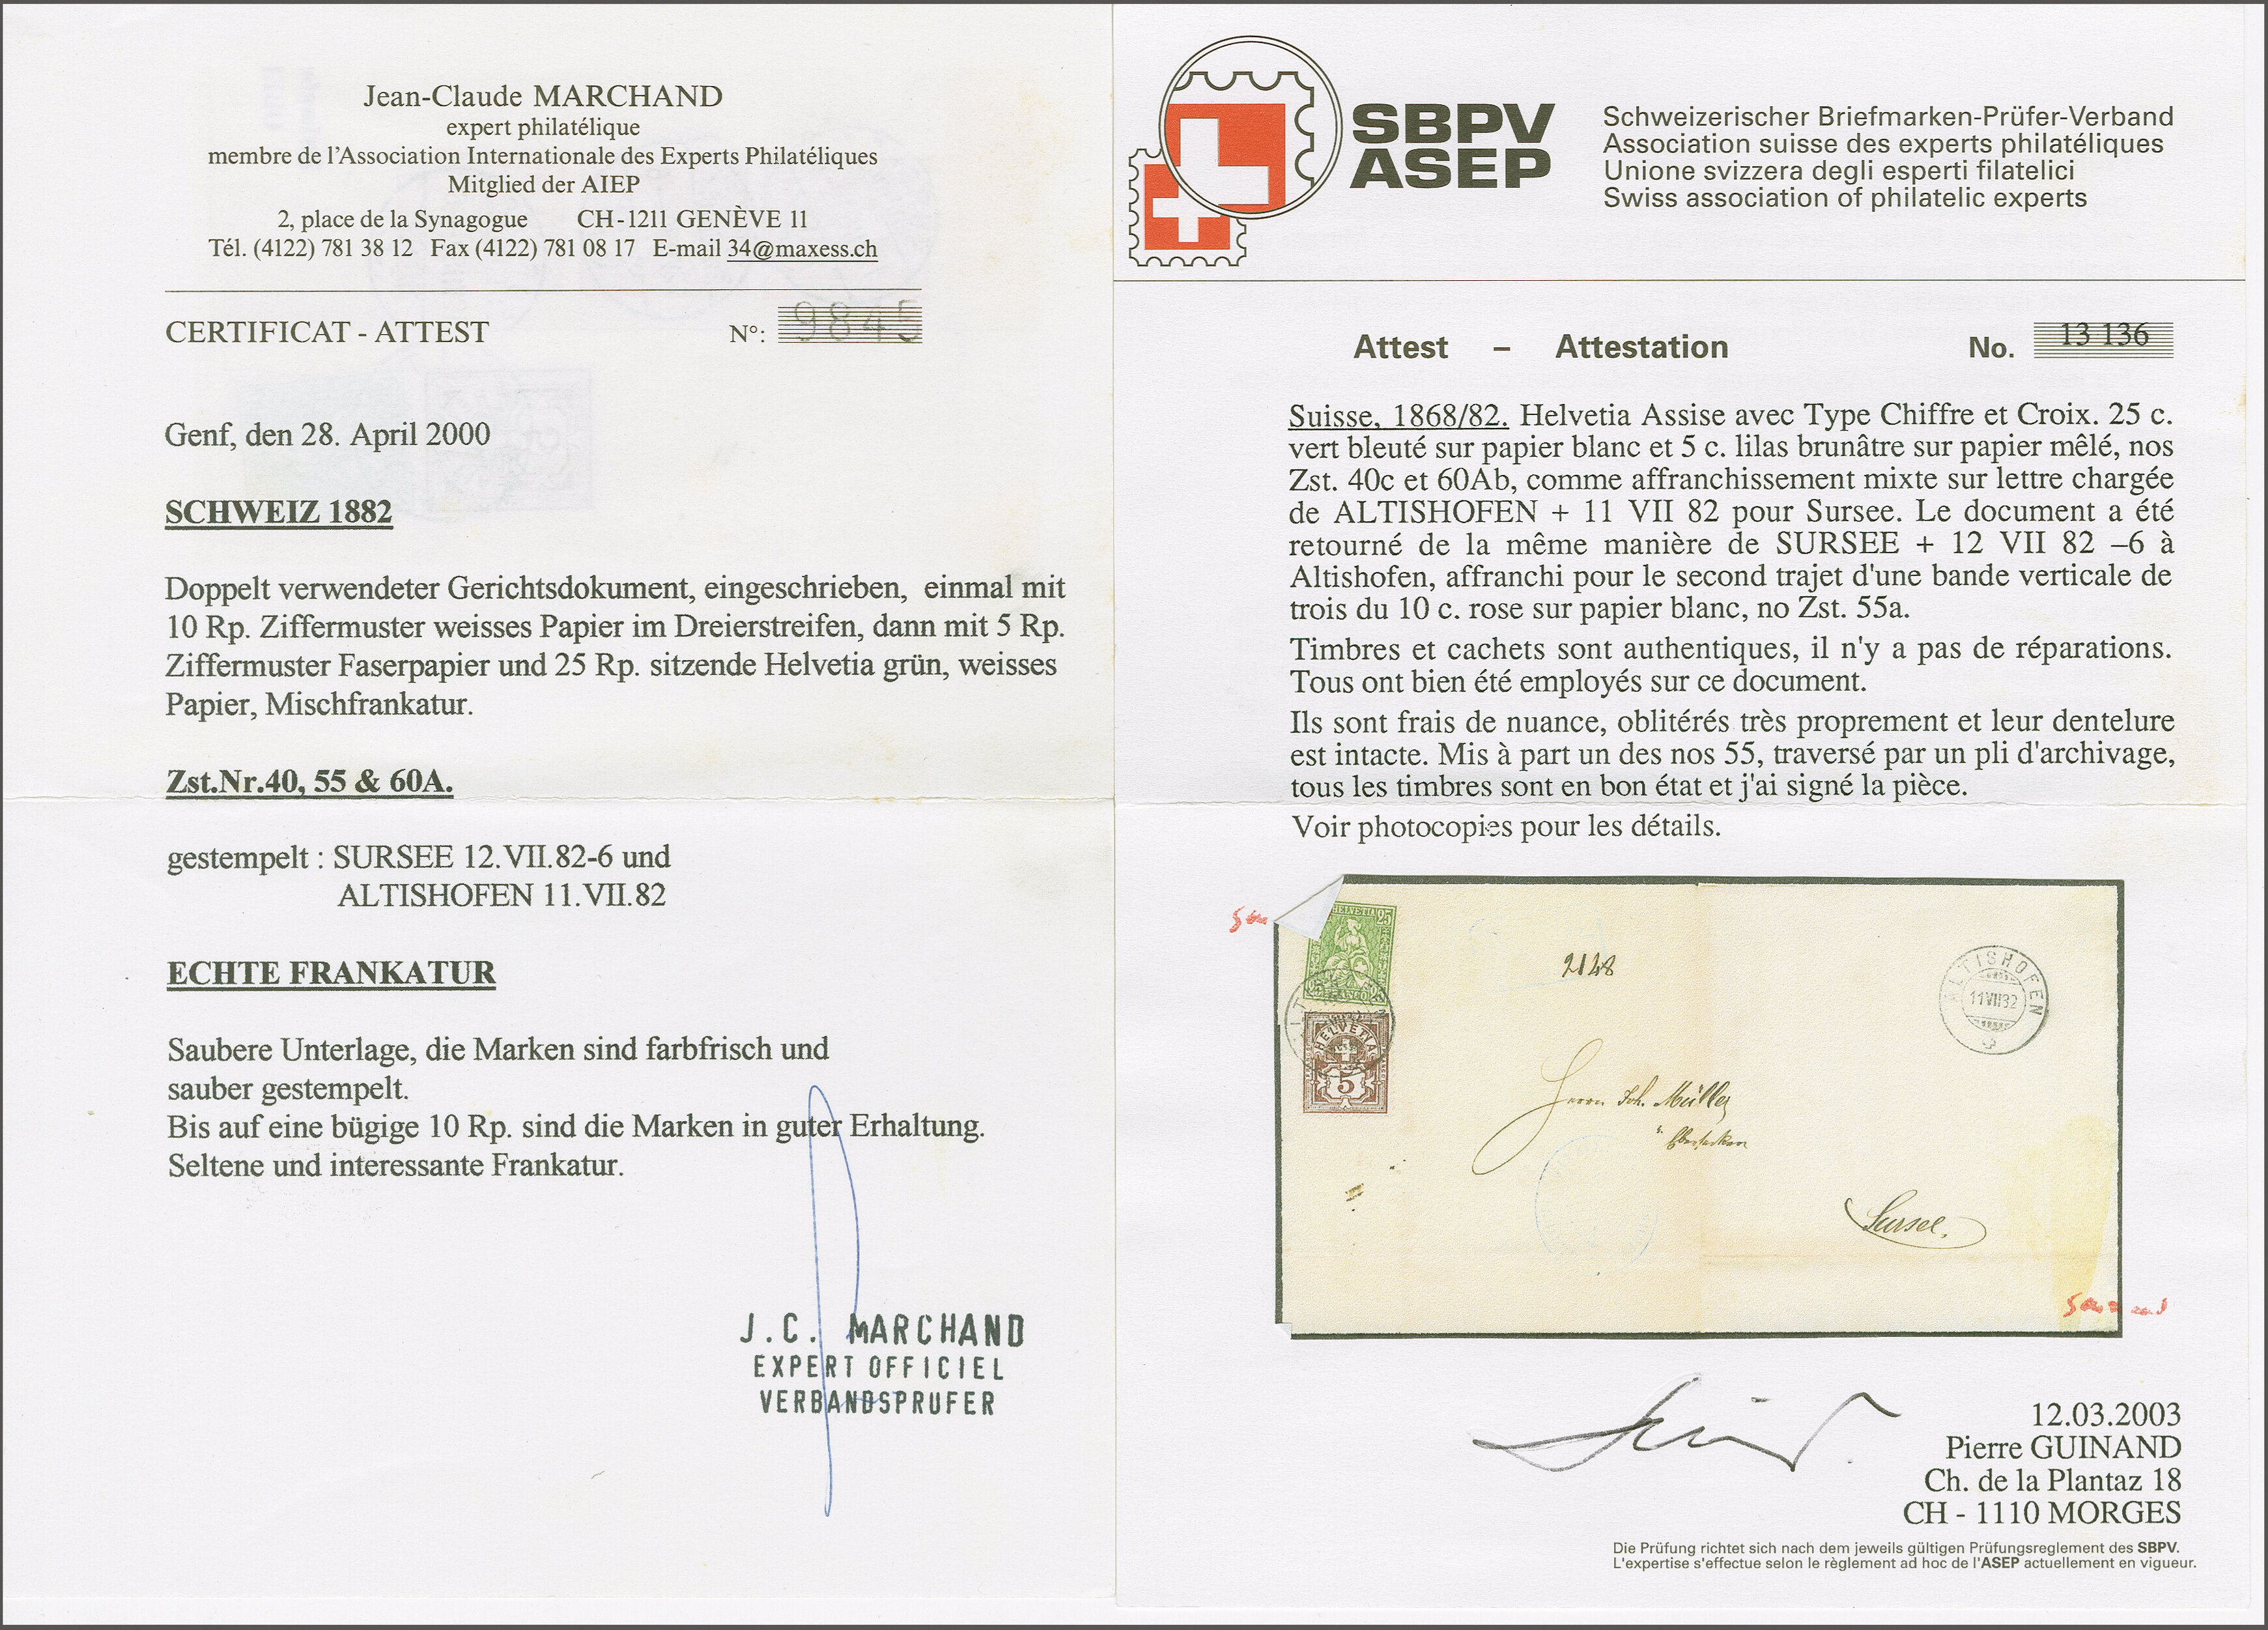 Jean-Claude MARCHAND
expert philatélique
membre de l'Association Internationale des Experts Philatéliques
Mitglied der AIEP
2, place de la Synagogue CH-1211 GENÈVE 11
Tél. (4122) 781 38 12 Fax (4122) 781 08 17 E-mail 34@maxess.ch
CERTIFICAT - ATTEST N°: 9845
Genf, den 28. April 2000
SCHWEIZ 1882
Doppelt verwendeter Gerichtsdokument, eingeschrieben, einmal mit
10 Rp. Ziffermuster weisses Papier im Dreierstreifen, dann mit 5 Rp.
Ziffermuster Faserpapier und 25 Rp. sitzende Helvetia grün, weisses
Papier, Mischfrankatur.
Zst.Nr.40, 55 & 60A.
gestempelt : SURSEE 12.VII.82-6 und
ALTISHOFEN 11.VII.82
ECHTE FRANKATUR
Saubere Unterlage, die Marken sind farbfrisch und
sauber gestempelt.
Bis auf eine bügige 10 Rp. sind die Marken in guter Erhaltung.
Seltene und interessante Frankatur.
J.C. MARCHAND
EXPERT OFFICIEL
VERBANDSPRUFER
SBPV
ASEP
Schweizerischer Briefmarken-Prüfer-Verband
Association suisse des experts philatéliques
Unione svizzera degli esperti filatelici
Swiss association of philatelic experts
Attest – Attestation No. 13 136
Suisse, 1868/82. Helvetia Assise avec Type Chiffre et Croix. 25 c.
vert bleuté sur papier blanc et 5 c. lilas brunâtre sur papier mêlé, nos
Zst. 40c et 60Ab, comme affranchissement mixte sur lettre chargée
de ALTISHOFEN + 11 VII 82 pour Sursee. Le document a été
retourné de la même manière de SURSEE + 12 VII 82 –6 à
Altishofen, affranchi pour le second trajet d'une bande verticale de
trois du 10 c. rose sur papier blanc, no Zst. 55a.
Timbres et cachets sont authentiques, il n'y a pas de réparations.
Tous ont bien été employés sur ce document.
Ils sont frais de nuance, oblitérés très proprement et leur dentelure
est intacte. Mis à part un des nos 55, traversé par un pli d'archivage,
tous les timbres sont en bon état et j'ai signé la pièce.
Voir photocopies pour les détails.
HELVETIA 25
25 FRANCO 25
HELVETIA
5
2148
ALTISHOFEN
11 VII 82
Herrn Joh. Müller
Sursee.
12.03.2003
Pierre GUINAND
Ch. de la Plantaz 18
CH - 1110 MORGES
Die Prüfung richtet sich nach dem jeweils gültigen Prüfungsreglement des SBPV.
L'expertise s'effectue selon le règlement ad hoc de l'ASEP actuellement en vigueur.